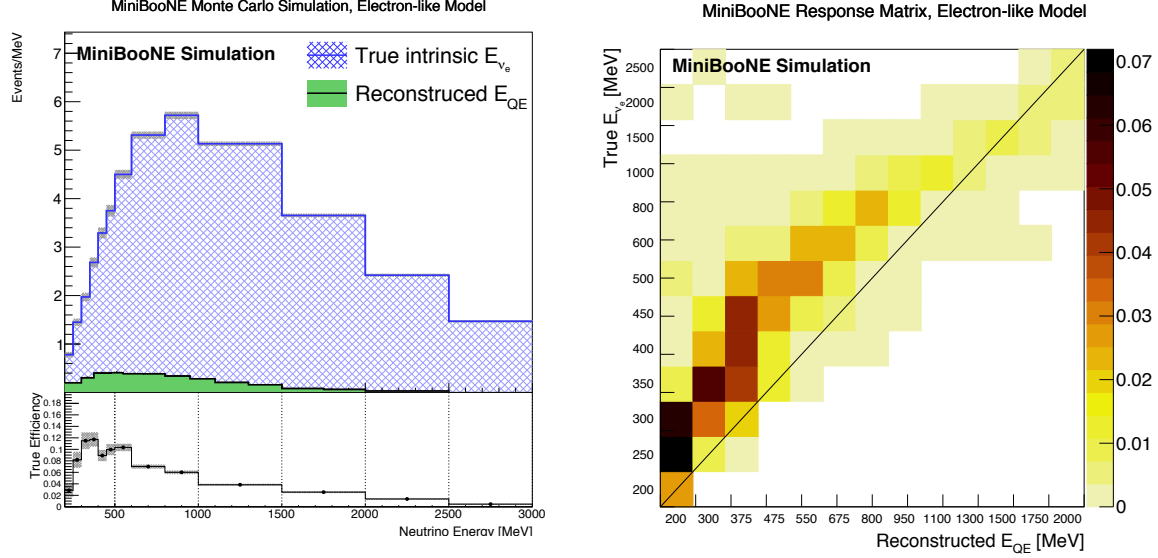 MiniBooNE Monte Carlo Simulation, Electron-like Model
MiniBooNE Simulation
True intrinsic E_νe
Reconstruced E_QE
Events/MeV
7
6
5
4
3
2
1
True Efficiency
0.18
0.16
0.14
0.12
0.1
0.08
0.06
0.04
0.02
0
500 1000 1500 2000 2500 3000
Neutrino Energy [MeV]
MiniBooNE Response Matrix, Electron-like Model
MiniBooNE Simulation
True E_νe [MeV]
2500
2000
1500
1000
800
600
500
450
400
350
300
250
200
200 300 375 475 550 675 800 950 1100 1300 1500 1750 2000
Reconstructed E_QE [MeV]
0.07
0.06
0.05
0.04
0.03
0.02
0.01
0